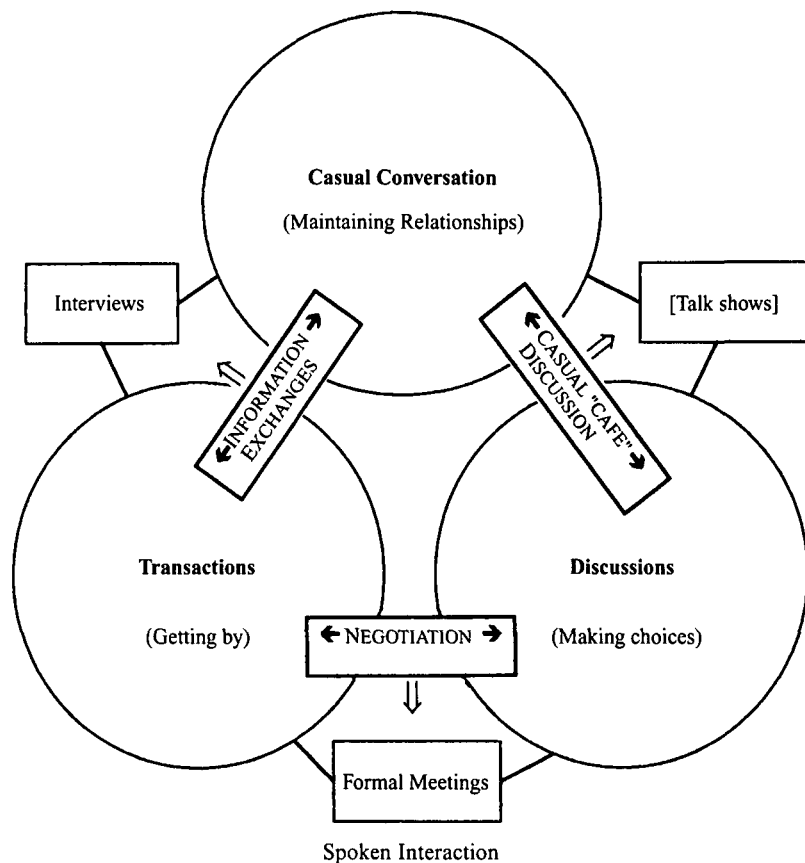 Casual Conversation
(Maintaining Relationships)
Interviews
[Talk shows]
INFORMATION
EXCHANGES
CASUAL "CAFE"
DISCUSSION
Transactions
(Getting by)
Discussions
(Making choices)
NEGOTIATION
Formal Meetings
Spoken Interaction